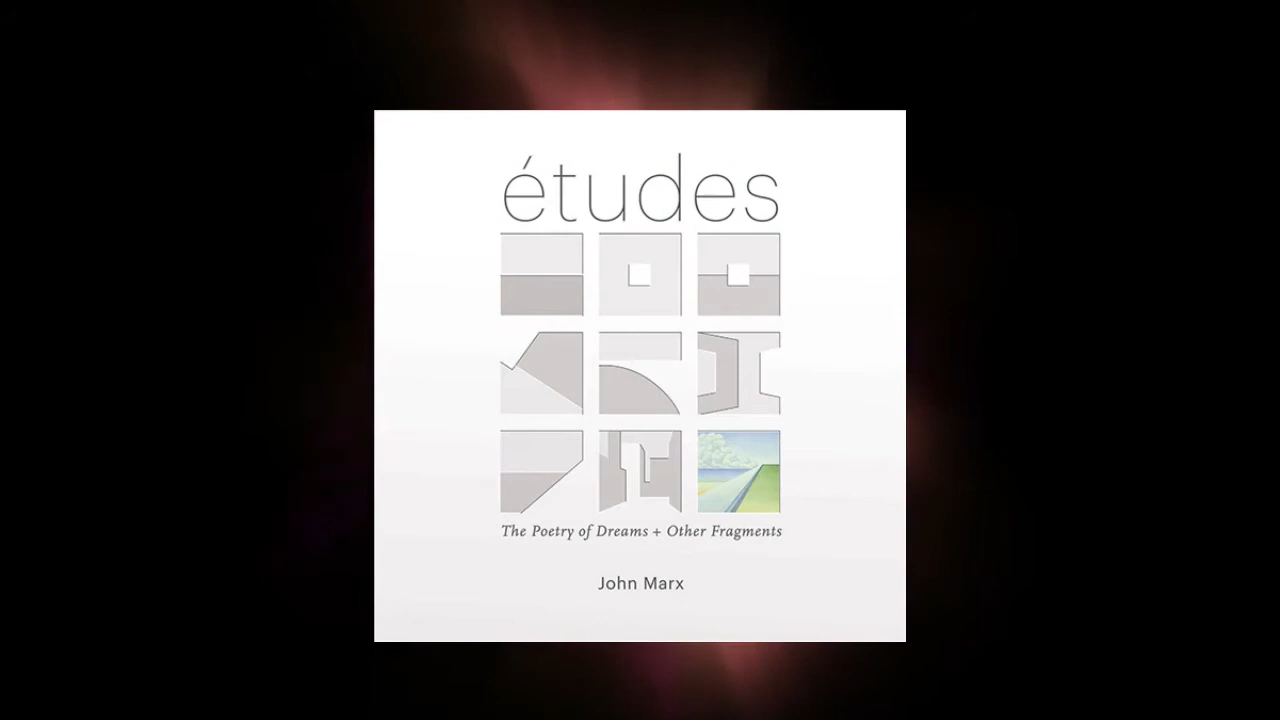 études
The Poetry of Dreams + Other Fragments
John Marx